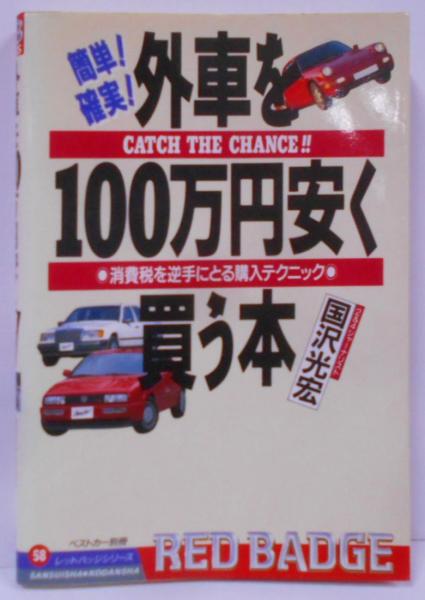 簡単!
確実!
外車を
CATCH THE CHANCE!!
100万円安く
●消費税を逆手にとる購入テクニック●
買う本
国沢光宏
ベストカー別冊
58
レッドバッジシリーズ
SANSUISHA★KODANSHA
RED BADGE